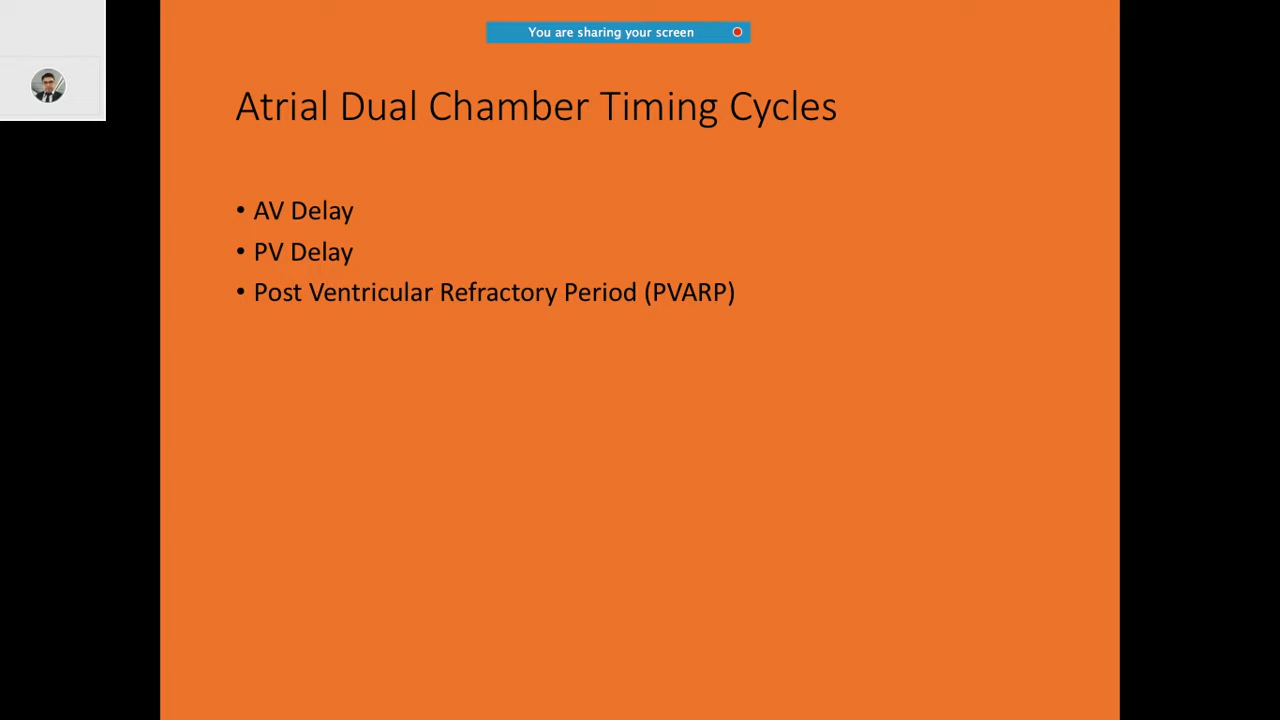 You are sharing your screen
Atrial Dual Chamber Timing Cycles
• AV Delay
• PV Delay
• Post Ventricular Refractory Period (PVARP)